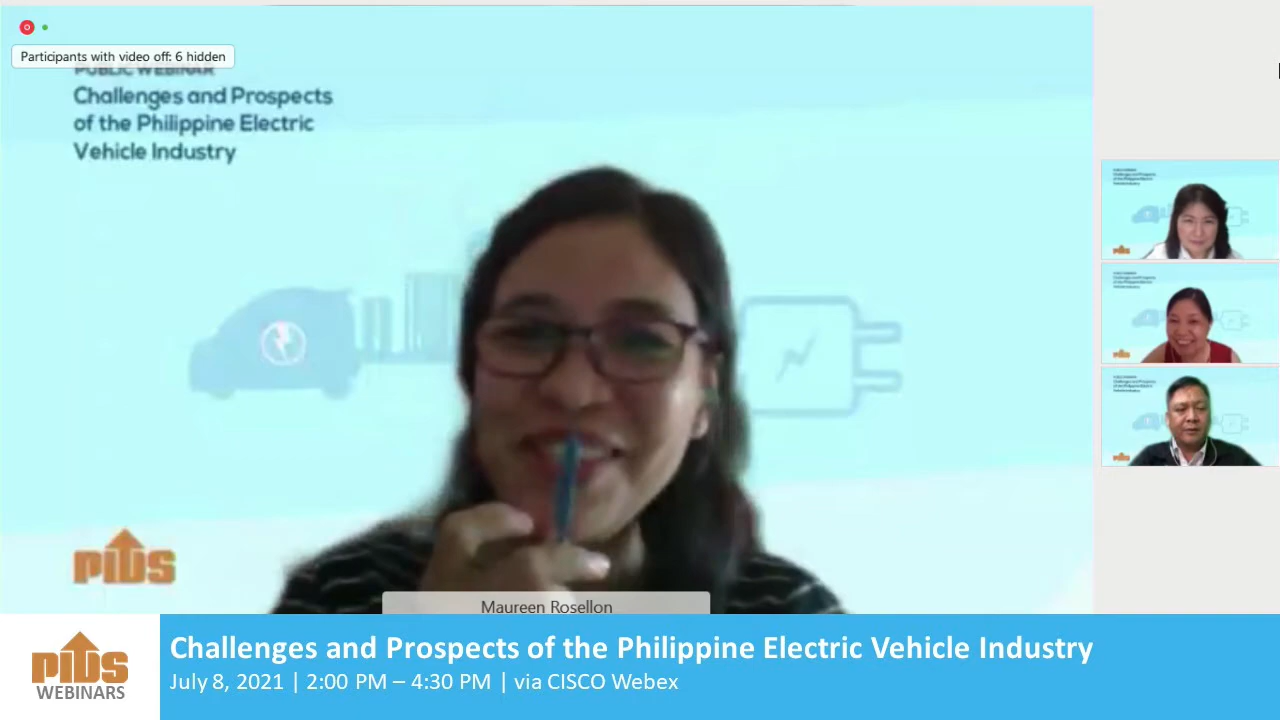 Participants with video off: 6 hidden
PUBLIC WEBINAR
Challenges and Prospects
of the Philippine Electric
Vehicle Industry
PIDS
Maureen Rosellon
PIDS
WEBINARS
Challenges and Prospects of the Philippine Electric Vehicle Industry
July 8, 2021 | 2:00 PM – 4:30 PM | via CISCO Webex